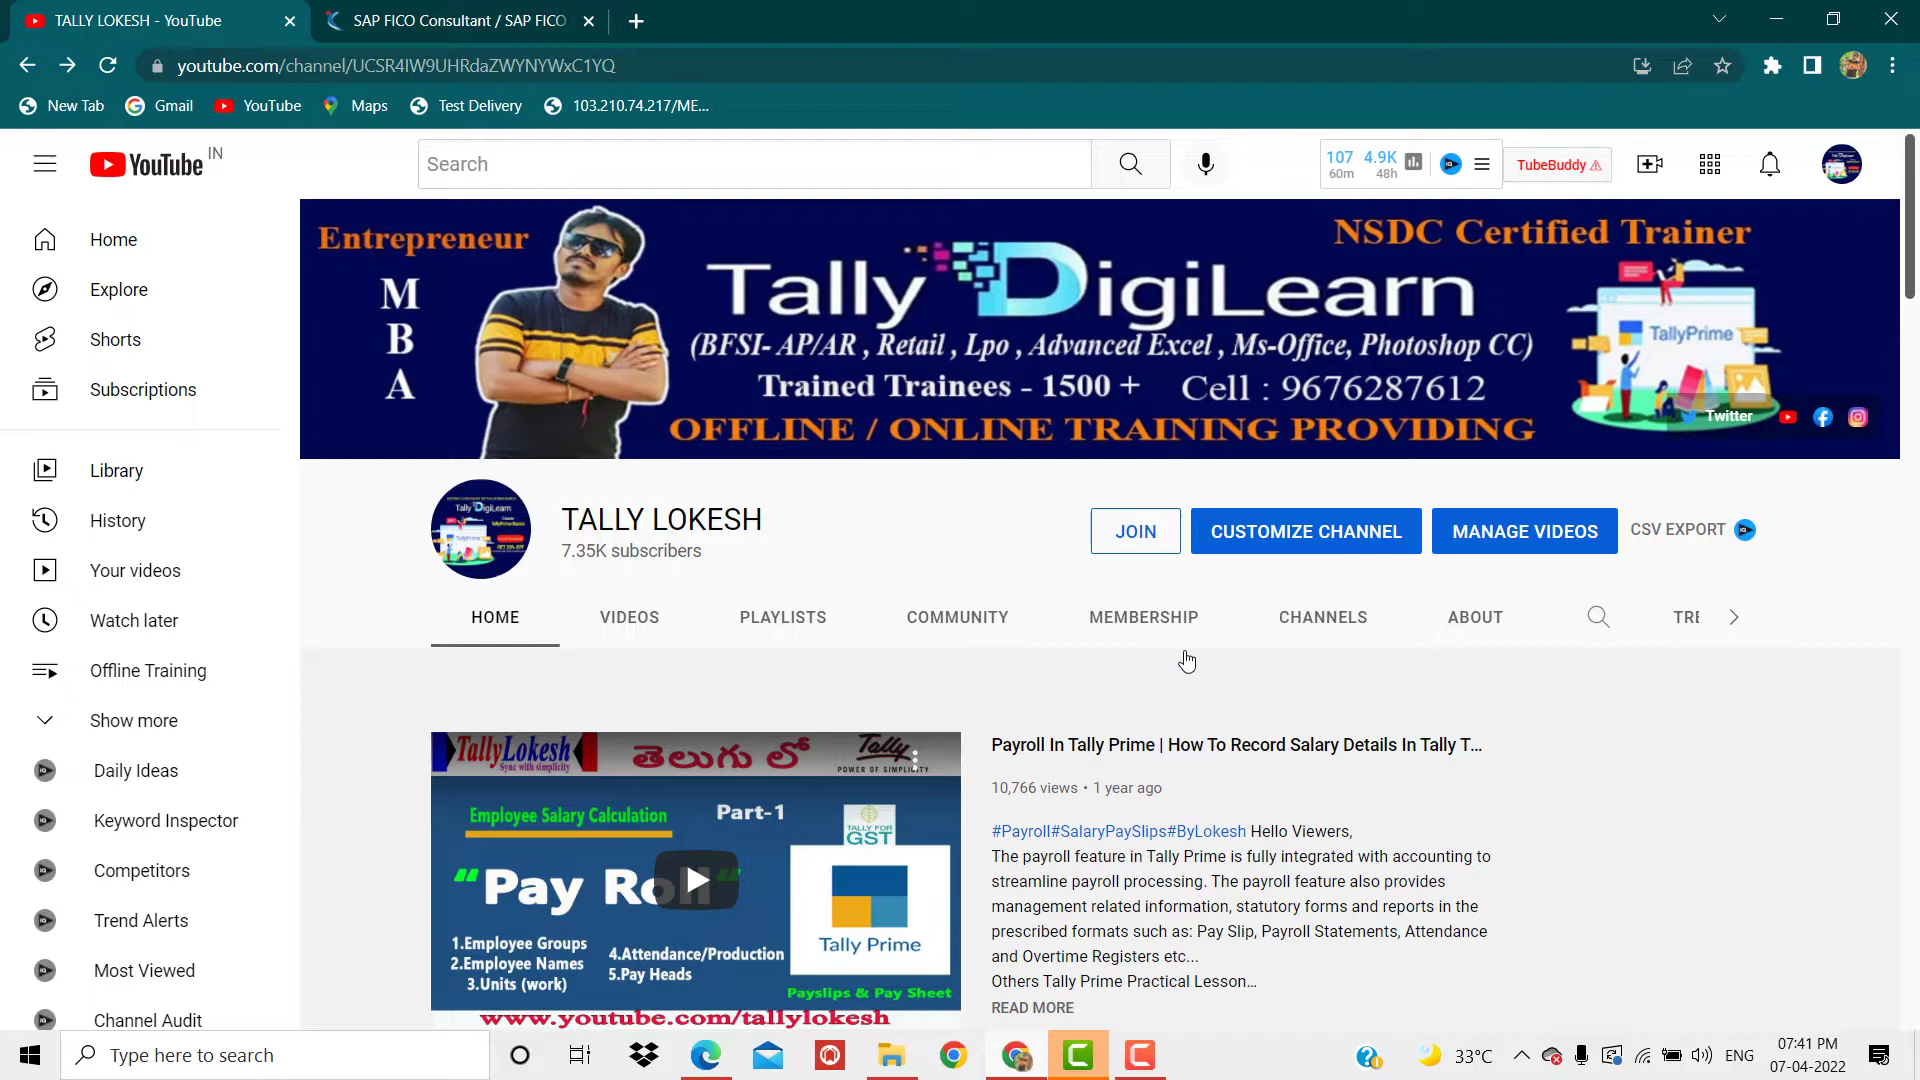 TALLY LOKESH - YouTube
SAP FICO Consultant / SAP FICO
youtube.com/channel/UCSR4IW9UHRdaZWYNYWxC1YQ
New Tab
Gmail
YouTube
Maps
Test Delivery
103.210.74.217/ME...
YouTube IN
Search
107 4.9K
60m 48h
TubeBuddy
Home
Explore
Shorts
Subscriptions
Library
History
Your videos
Watch later
Offline Training
Show more
Daily Ideas
Keyword Inspector
Competitors
Trend Alerts
Most Viewed
Channel Audit
Entrepreneur
M
B
A
NSDC Certified Trainer
Tally DigiLearn
(BFSI- AP/AR , Retail , Lpo , Advanced Excel , Ms-Office, Photoshop CC)
Trained Trainees - 1500 + Cell : 9676287612
OFFLINE / ONLINE TRAINING PROVIDING
TallyPrime
Twitter
Tally DigiLearn
TALLY LOKESH
7.35K subscribers
JOIN
CUSTOMIZE CHANNEL
MANAGE VIDEOS
CSV EXPORT
HOME
VIDEOS
PLAYLISTS
COMMUNITY
MEMBERSHIP
CHANNELS
ABOUT
TRE
TallyLokesh
Sync with simplicity
తెలుగు లో
Tally
POWER OF SIMPLICITY
Employee Salary Calculation
Part-1
TALLY FOR
GST
"Pay Roll"
Tally Prime
1.Employee Groups
2.Employee Names
3.Units (work)
4.Attendance/Production
5.Pay Heads
Payslips & Pay Sheet
www.youtube.com/tallylokesh
Payroll In Tally Prime | How To Record Salary Details In Tally T...
10,766 views • 1 year ago
#Payroll#SalaryPaySlips#ByLokesh Hello Viewers,
The payroll feature in Tally Prime is fully integrated with accounting to
streamline payroll processing. The payroll feature also provides
management related information, statutory forms and reports in the
prescribed formats such as: Pay Slip, Payroll Statements, Attendance
and Overtime Registers etc...
Others Tally Prime Practical Lesson...
READ MORE
Type here to search
33°C
ENG
07:41 PM
07-04-2022